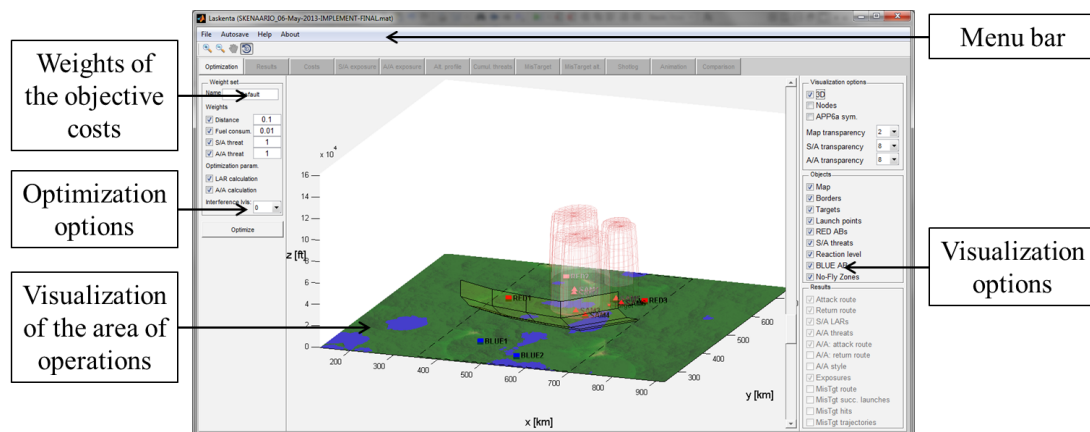 Laskenta (SKENAARIO_06-May-2013-IMPLEMENT-FINAL.mat)
File Autosave Help About
Optimization Results Costs S/A exposure A/A exposure Alt. profile Cumul. threats MisTarget MisTarget alt Animation Comparison
Weights of
the objective
costs
Optimization
options
Visualization
of the area of
operations
Menu bar
Visualization
options
Weight set
Name
Weights
Distance 0.1
Fuel consum. 0.01
S/A threat 1
A/A threat 1
Optimization param.
LAR calculation
A/A calculation
Interference lvls: 0
Optimize
x 10^4
16
14
12
10
8
6
4
2
0
z [ft]
200
300
400
500
600
700
800
900
x [km]
300
400
500
600
y [km]
RED1
RED3
BLUE1
BLUE2
Visualization options
3D
Nodes
APP6a sym.
Map transparency 2
S/A transparency 8
A/A transparency 8
Objects
Map
Borders
Targets
Launch points
RED ABs
S/A threats
Reaction level
BLUE ABs
No-Fly Zones
Results
Attack route
Return route
S/A LARs
A/A threats
A/A: attack route
A/A: return route
A/A style
Exposures
MisTgt route
MisTgt succ. launches
MisTgt hits
MisTgt trajectories